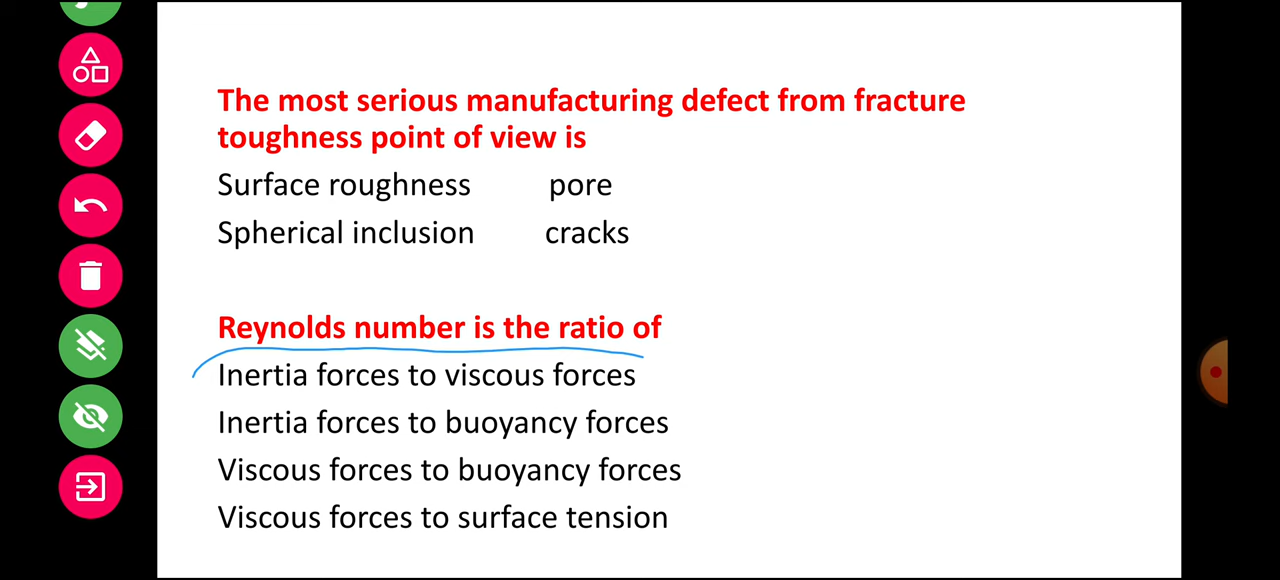 The most serious manufacturing defect from fracture
toughness point of view is
Surface roughness pore
Spherical inclusion cracks
Reynolds number is the ratio of
Inertia forces to viscous forces
Inertia forces to buoyancy forces
Viscous forces to buoyancy forces
Viscous forces to surface tension